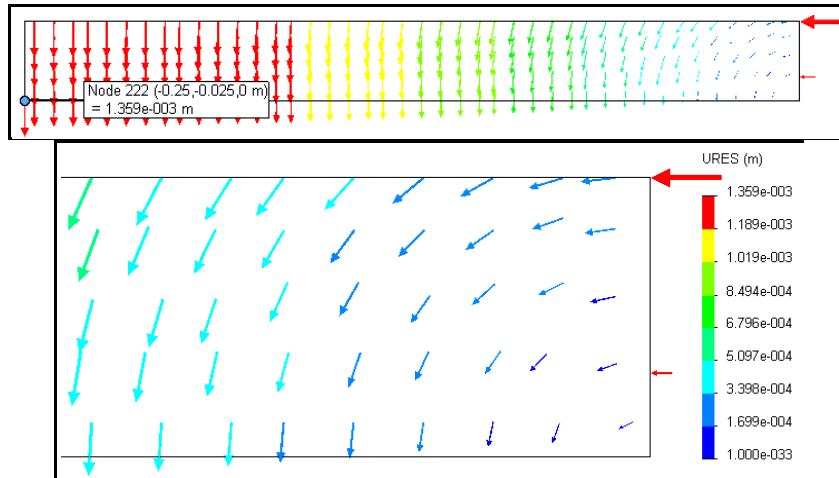 Node 222 (-0.25,-0.025,0 m)
= 1.359e-003 m
URES (m)
1.359e-003
1.189e-003
1.019e-003
8.494e-004
6.796e-004
5.097e-004
3.398e-004
1.699e-004
1.000e-033